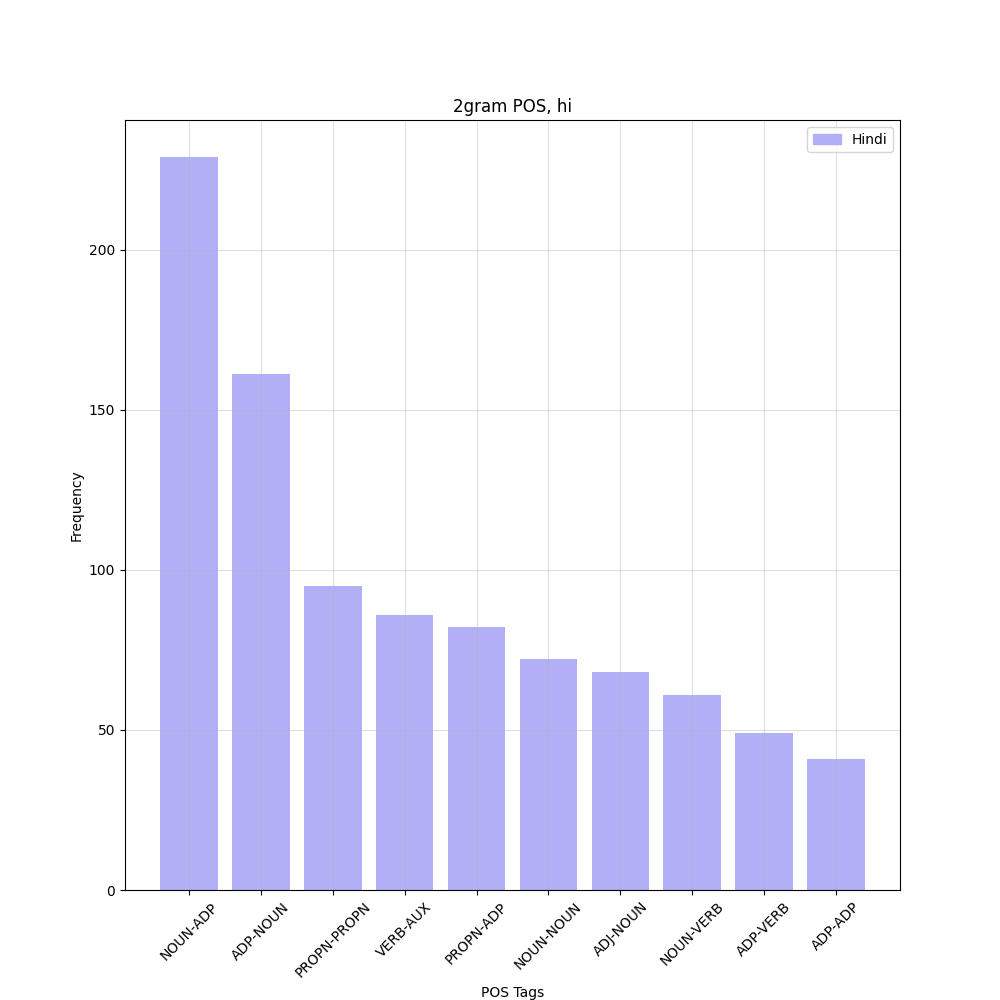 2gram POS, hi
Hindi
Frequency
200
150
100
50
0
NOUN-ADP
ADP-NOUN
PROPN-PROPN
VERB-AUX
PROPN-ADP
NOUN-NOUN
ADJ-NOUN
NOUN-VERB
ADP-VERB
ADP-ADP
POS Tags